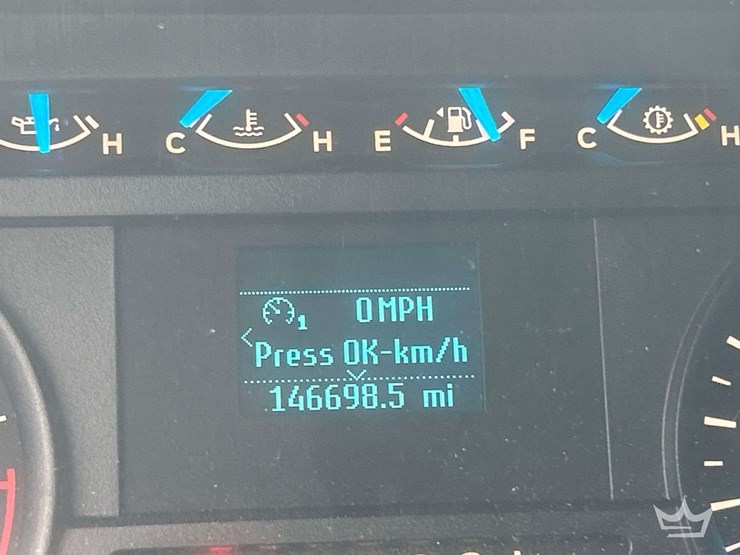 H C H E F C H
1 0MPH
Press OK-km/h
146698.5 mi